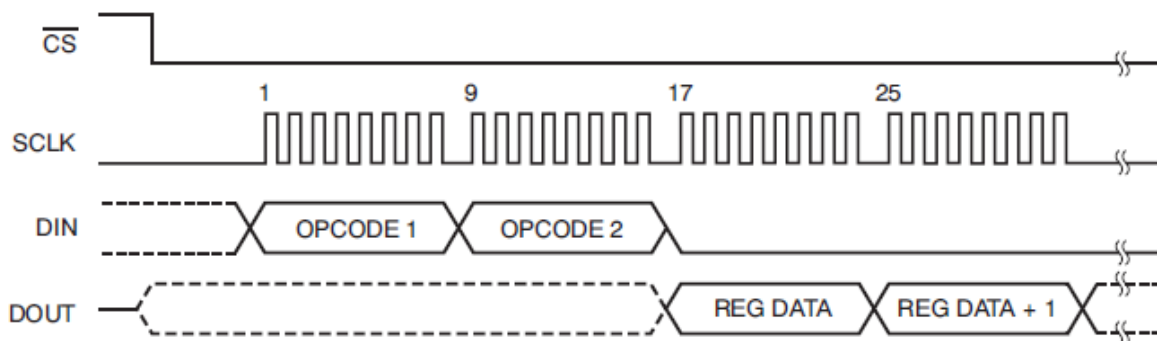 CS
1 9 17 25
SCLK
DIN OPCODE 1 OPCODE 2
DOUT REG DATA REG DATA + 1